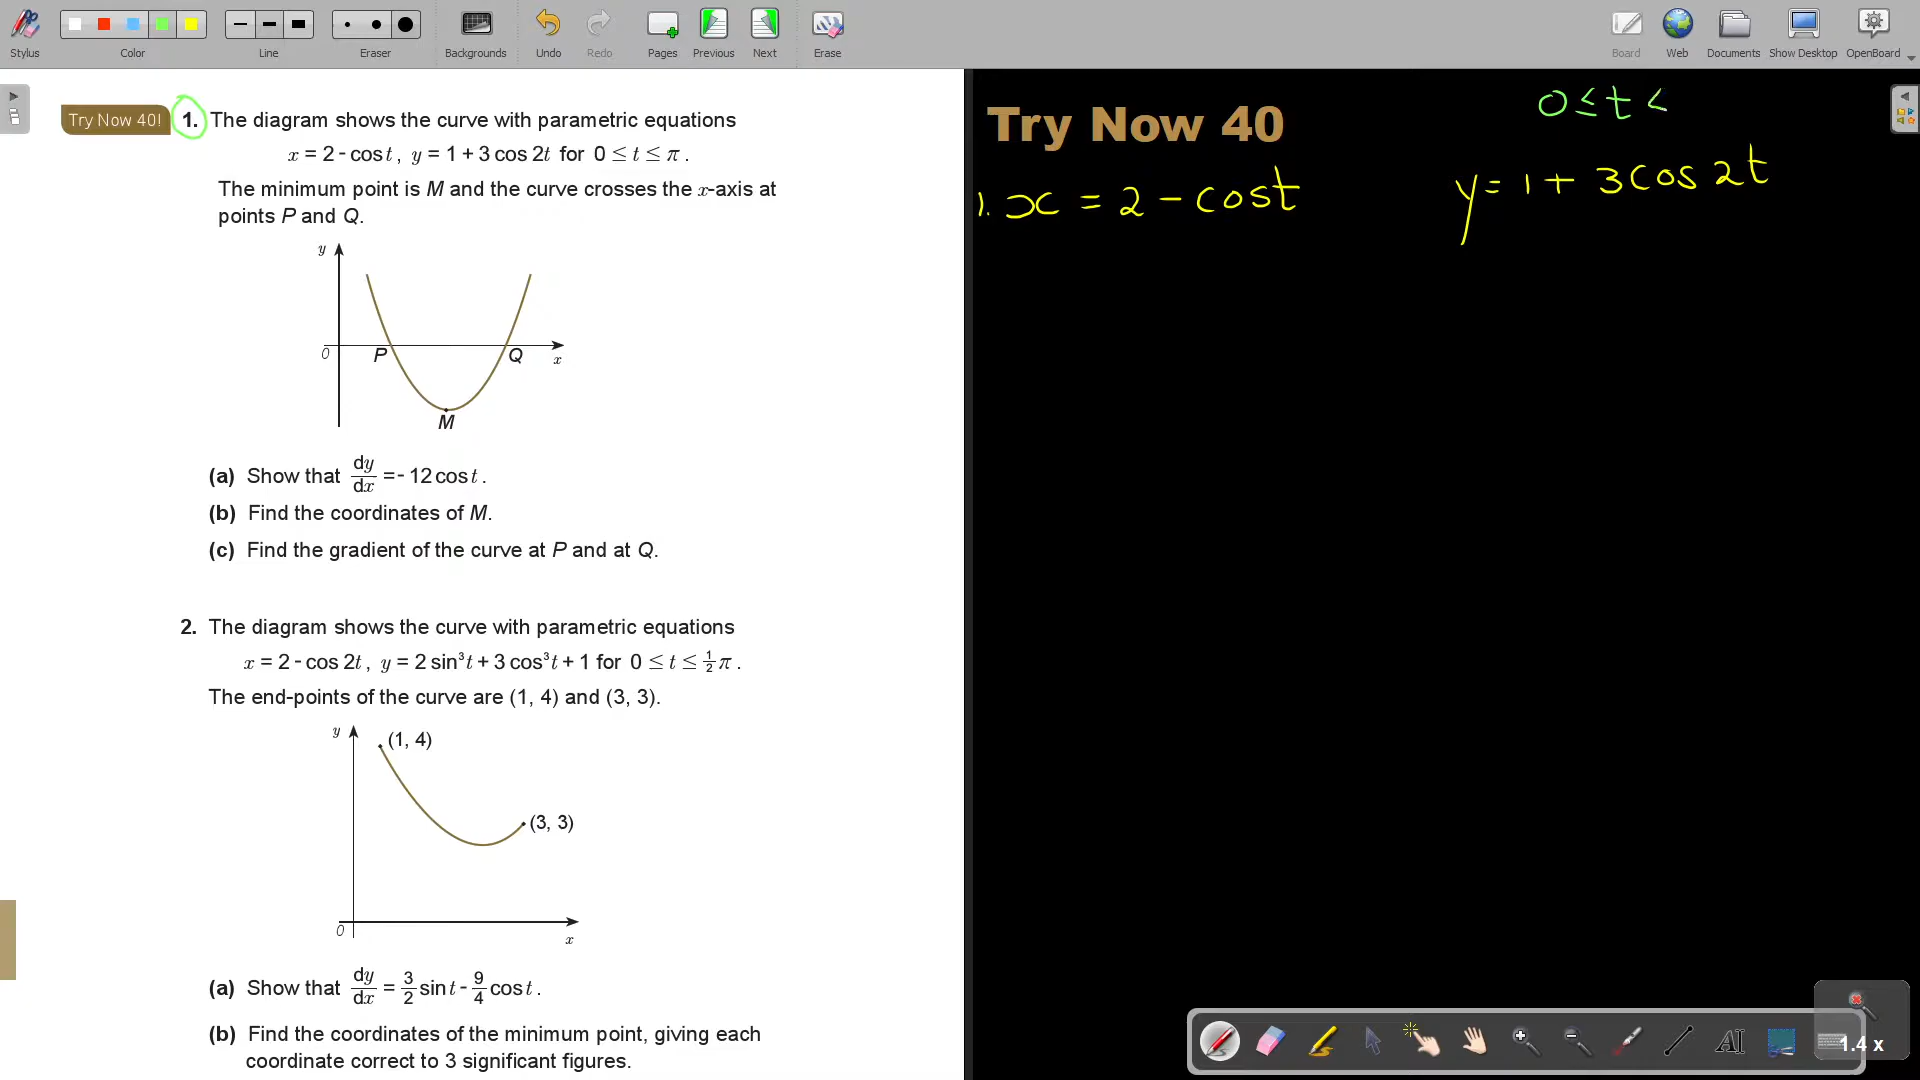 Stylus Color Line Eraser Backgrounds Undo Redo Pages Previous Next Erase Board Web Documents Show Desktop OpenBoard
Try Now 40!
1. The diagram shows the curve with parametric equations
x = 2 - cos t , y = 1 + 3 cos 2t for 0 ≤ t ≤ π .
The minimum point is M and the curve crosses the x-axis at
points P and Q.
y
0 P Q x
M
(a) Show that dy/dx = - 12 cos t .
(b) Find the coordinates of M.
(c) Find the gradient of the curve at P and at Q.
2. The diagram shows the curve with parametric equations
x = 2 - cos 2t , y = 2 sin³t + 3 cos³t + 1 for 0 ≤ t ≤ ½π .
The end-points of the curve are (1, 4) and (3, 3).
y
(1, 4)
(3, 3)
0
x
(a) Show that dy/dx = 3/2 sin t - 9/4 cos t .
(b) Find the coordinates of the minimum point, giving each
coordinate correct to 3 significant figures.
Try Now 40
0 ≤ t <
1. x = 2 - cos t
y = 1 + 3 cos 2t
AI
1.4 x